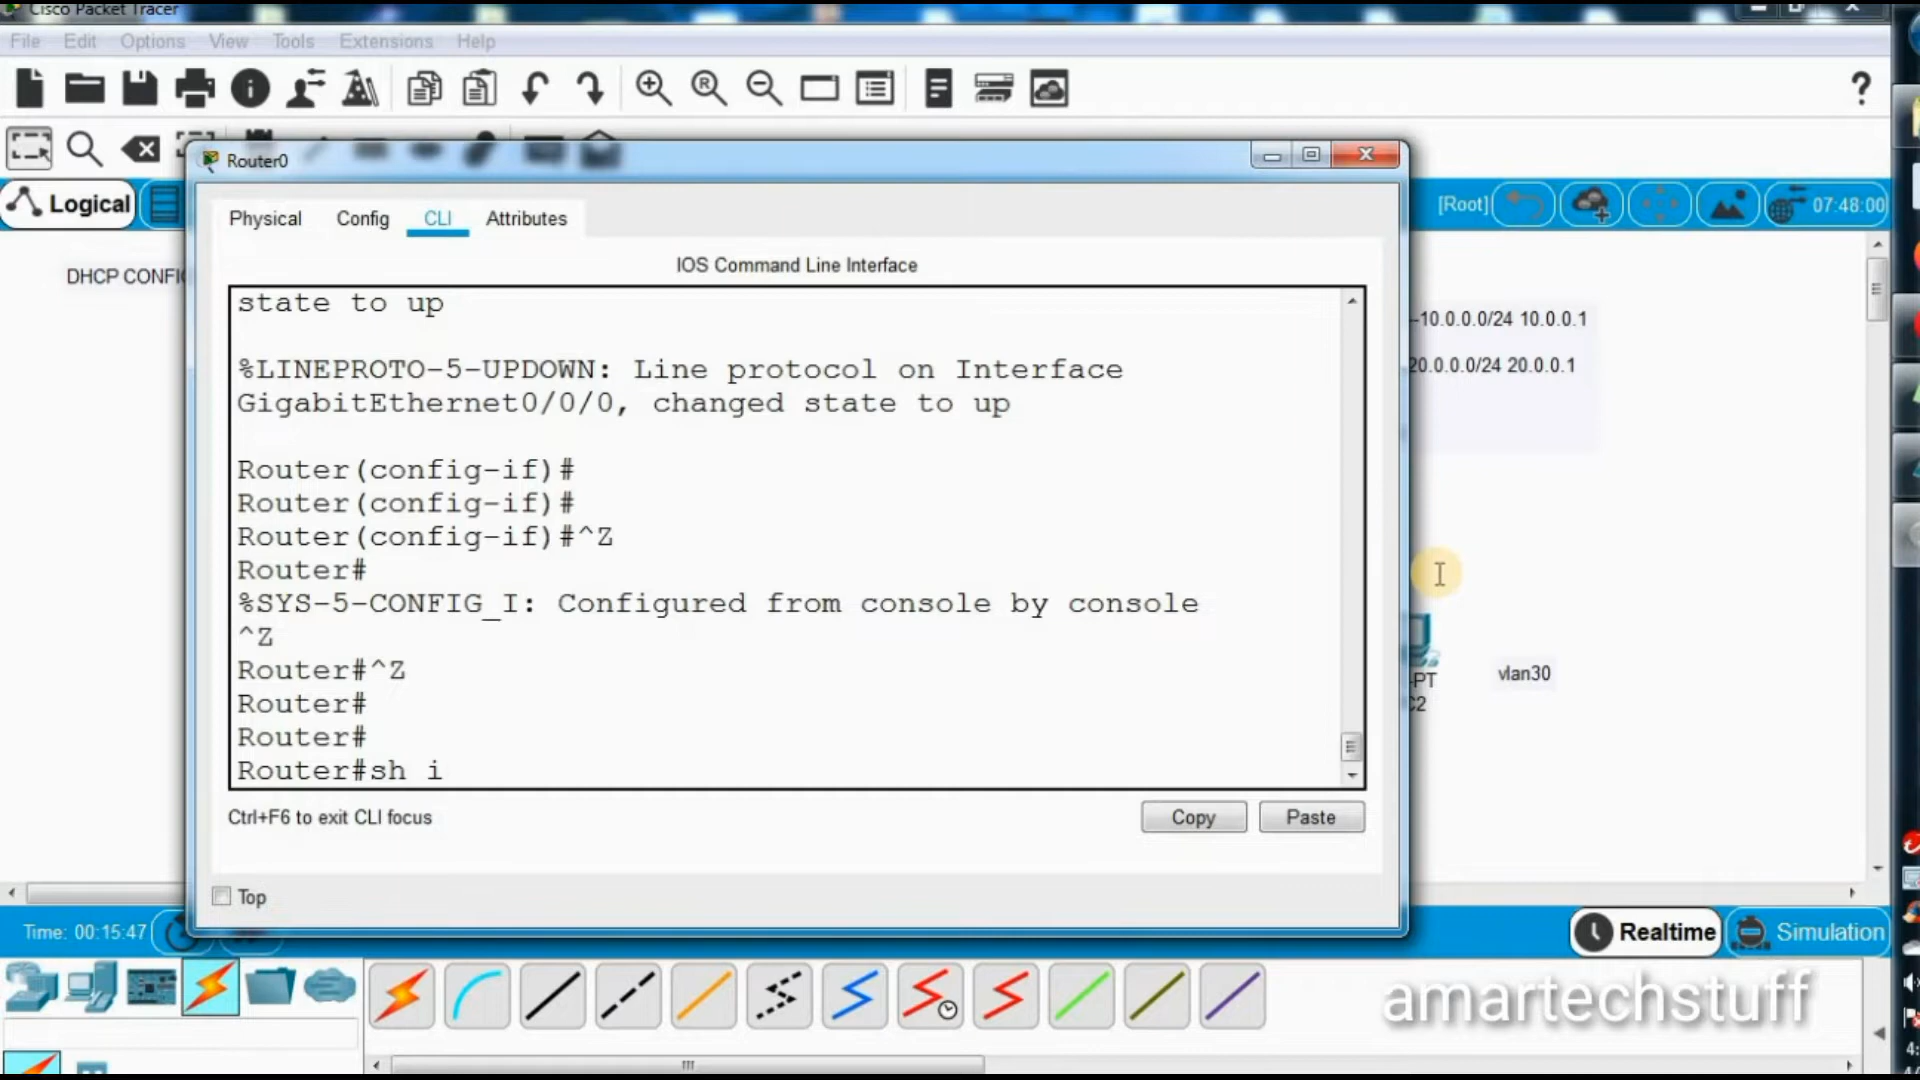 Cisco Packet Tracer
File Edit Options View Tools Extensions Help
Router0
Logical
[Root]
07:48:00
Physical Config CLI Attributes
DHCP CONFI
IOS Command Line Interface
state to up
%LINEPROTO-5-UPDOWN: Line protocol on Interface
GigabitEthernet0/0/0, changed state to up
Router(config-if)#
Router(config-if)#
Router(config-if)#^Z
Router#
%SYS-5-CONFIG_I: Configured from console by console
^Z
Router#^Z
Router#
Router#
Router#sh i
-10.0.0.0/24 10.0.0.1
20.0.0.0/24 20.0.0.1
-PT
C2
vlan30
Ctrl+F6 to exit CLI focus
Copy
Paste
Top
Time: 00:15:47
Realtime
Simulation
amartechstuff